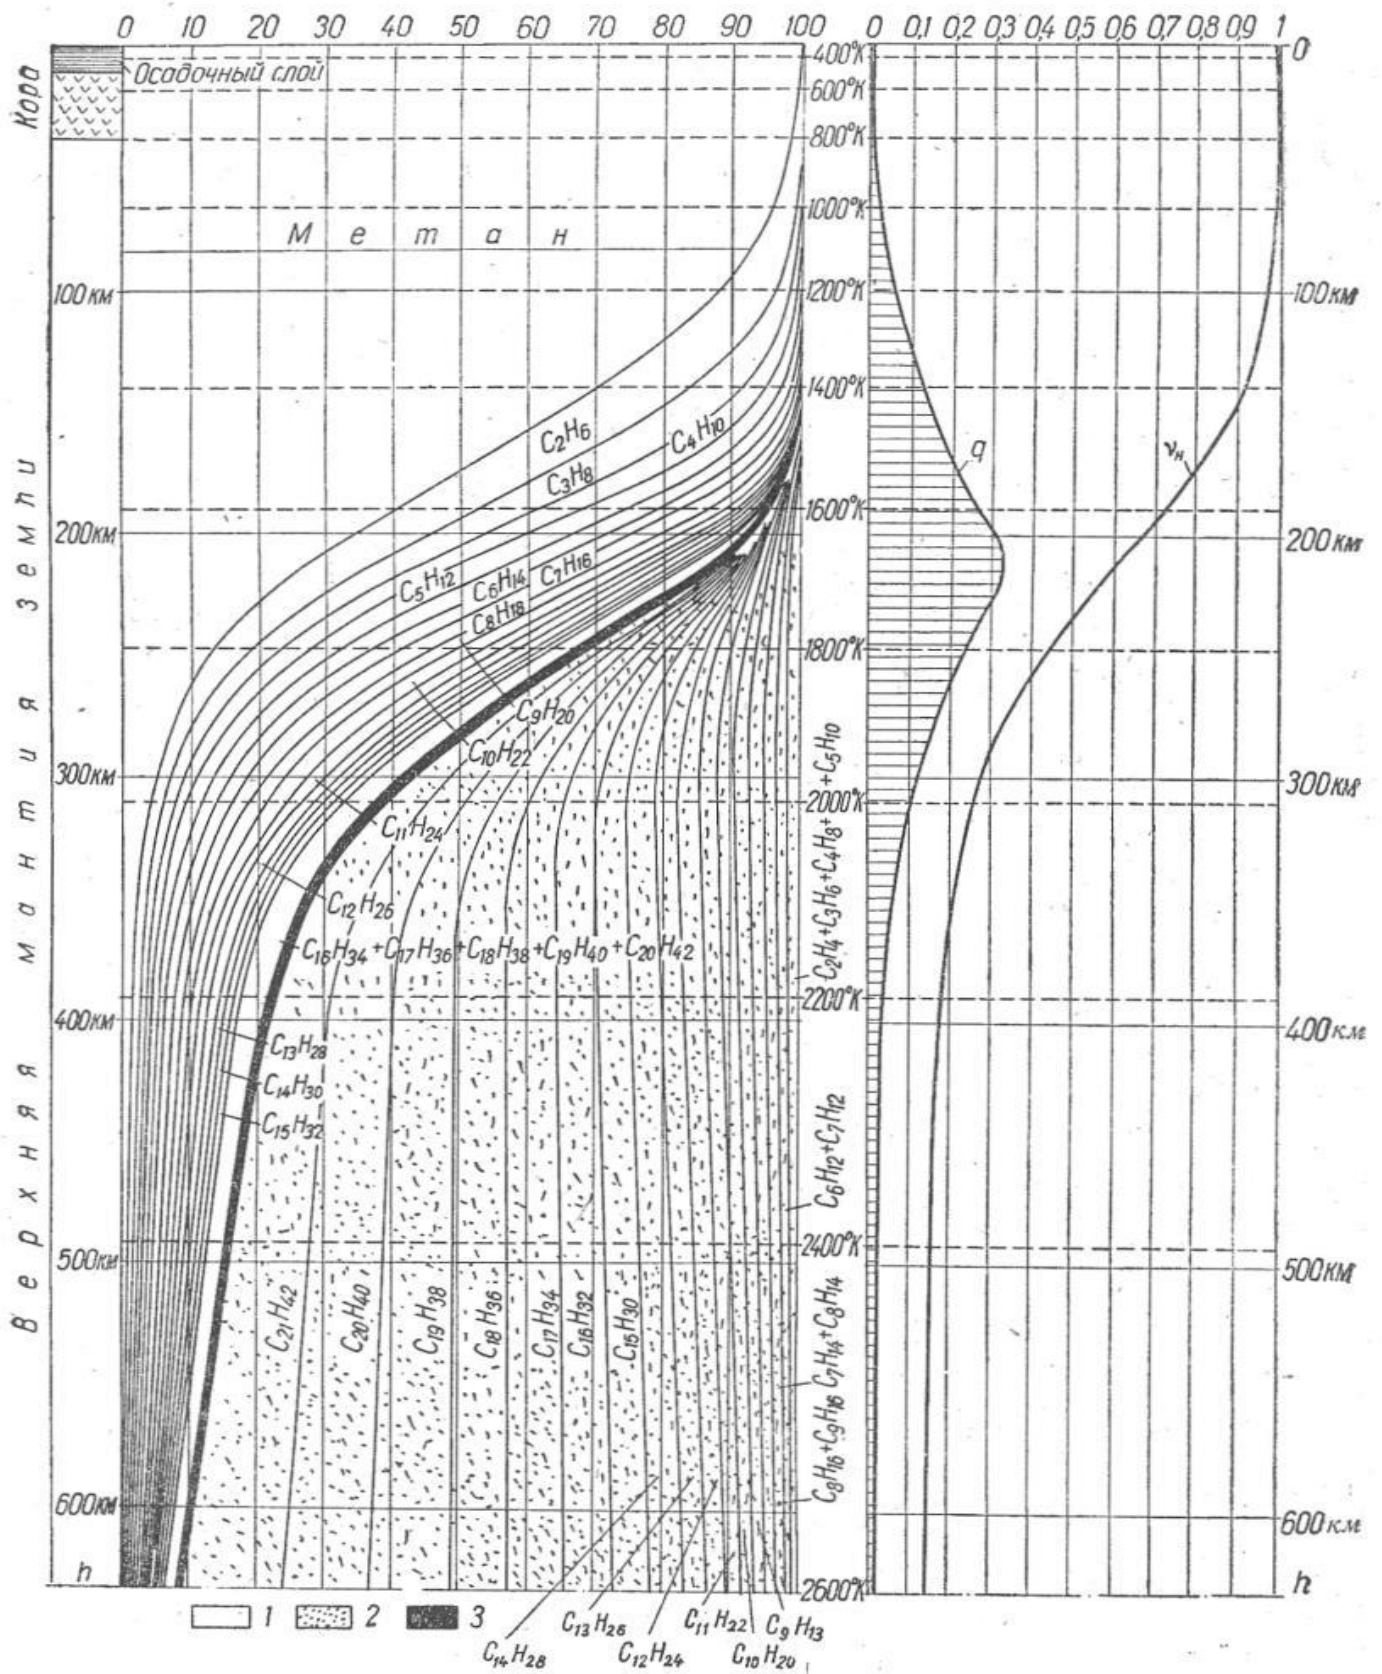 0 10 20 30 40 50 60 70 80 90 100 0 0,1 0,2 0,3 0,4 0,5 0,6 0,7 0,8 0,9 1
Кора
Осадочный слой
400°К
0
600°К
800°К
1000°К
Метан
100 км
1200°К
100 км
1400°К
C2H6
C4H10
C3H8
q
νн
1600°К
200 км
200 км
C5H12
C6H14
C7H16
C8H18
1800°К
C9H20
C10H22
300 км
300 км
2000°К
C11H24
C12H26
C2H4+C3H6+C4H8+ +C5H10
C16H34+C17H36+C18H38+C19H40+C20H42
2200°К
400 км
400 км
C13H28
C14H30
C15H32
C6H12+C7H12
Верхняя мантия земли
2400°К
500 км
500 км
C21H42
C20H40
C19H38
C18H36
C17H34
C16H32
C15H30
C8H16+C9H16 C7H14+C8H14
600 км
600 км
h
2600°К
h
1 2 3
C14H28
C13H26
C12H24
C11H22
C10H20
C9H13